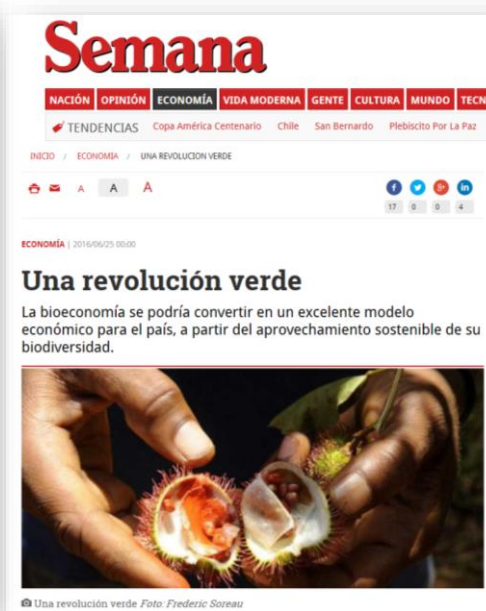 Semana
NACIÓN OPINIÓN ECONOMÍA VIDA MODERNA GENTE CULTURA MUNDO TECN
TENDENCIAS Copa América Centenario Chile San Bernardo Plebiscito Por La Paz
INICIO / ECONOMIA / UNA REVOLUCION VERDE
A A A
17 0 0 4
ECONOMÍA | 2016/06/25 00:00
Una revolución verde
La bioeconomía se podría convertir en un excelente modelo
económico para el país, a partir del aprovechamiento sostenible de su
biodiversidad.
Una revolución verde Foto: Frederic Soreau